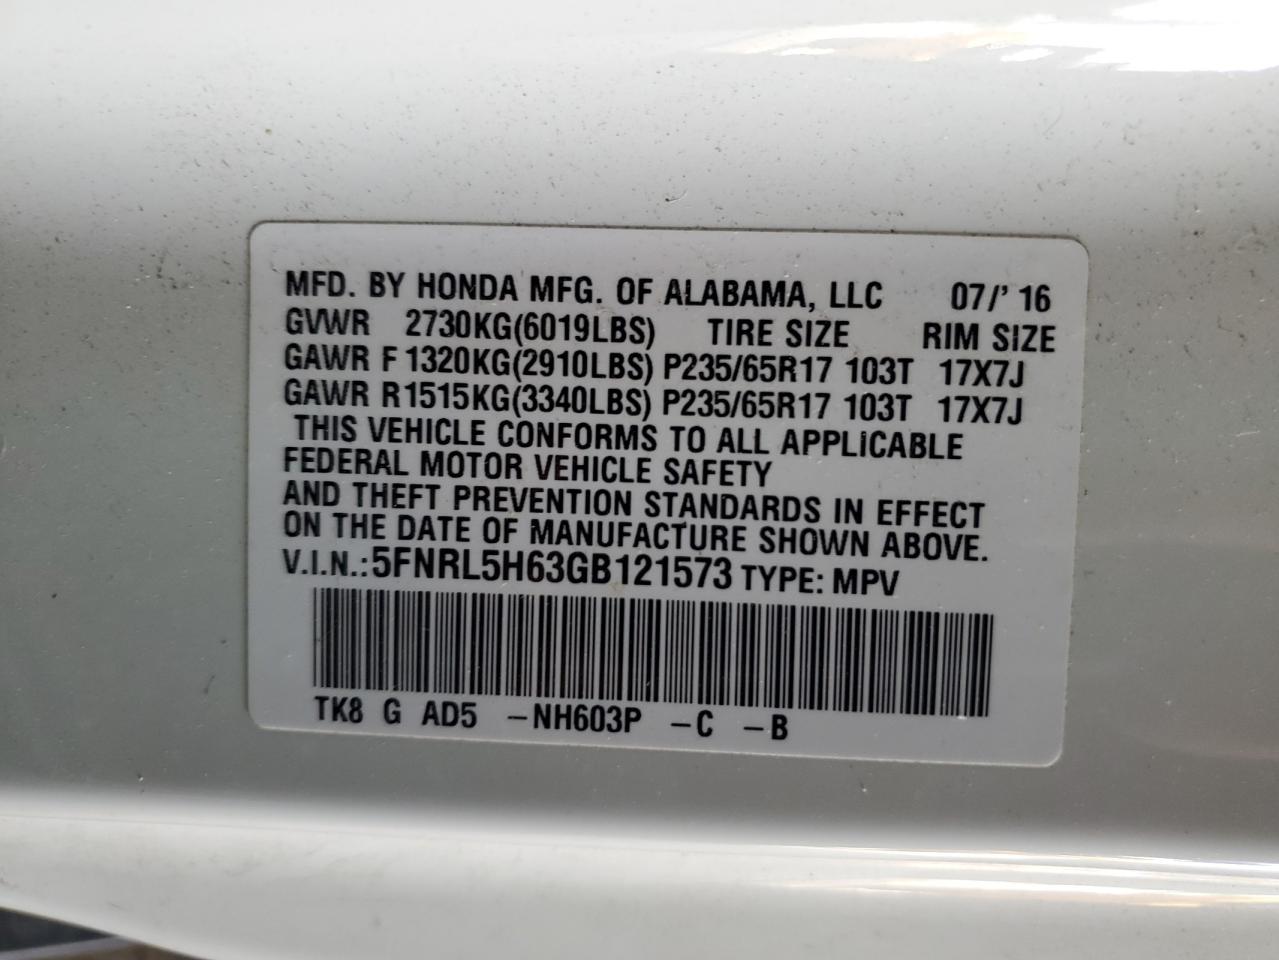 MFD. BY HONDA MFG. OF ALABAMA, LLC 07/' 16
GVWR 2730KG(6019LBS) TIRE SIZE RIM SIZE
GAWR F 1320KG(2910LBS) P235/65R17 103T 17X7J
GAWR R1515KG(3340LBS) P235/65R17 103T 17X7J
THIS VEHICLE CONFORMS TO ALL APPLICABLE
FEDERAL MOTOR VEHICLE SAFETY
AND THEFT PREVENTION STANDARDS IN EFFECT
ON THE DATE OF MANUFACTURE SHOWN ABOVE.
V.I.N.: 5FNRL5H63GB121573 TYPE: MPV
TK8 G AD5 -NH603P -C -B